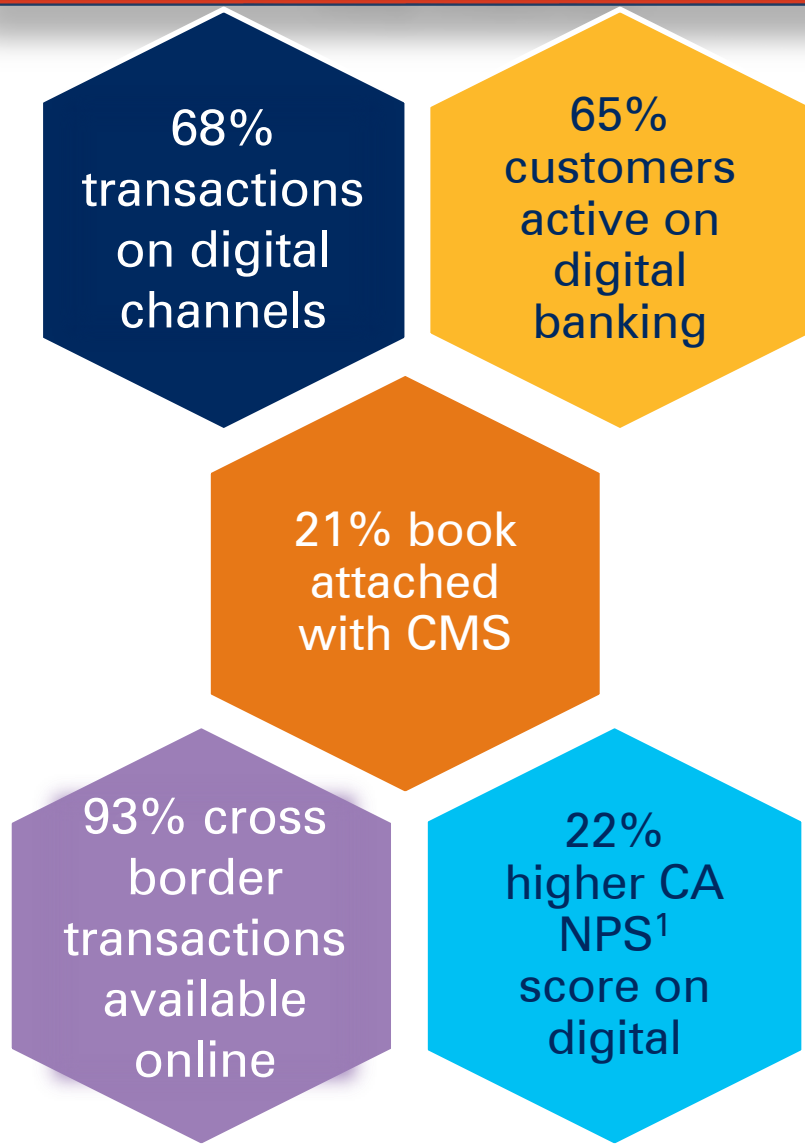 68%
transactions
on digital
channels
65%
customers
active on
digital
banking
21% book
attached
with CMS
93% cross
border
transactions
available
online
22%
higher CA
NPS¹
score on
digital